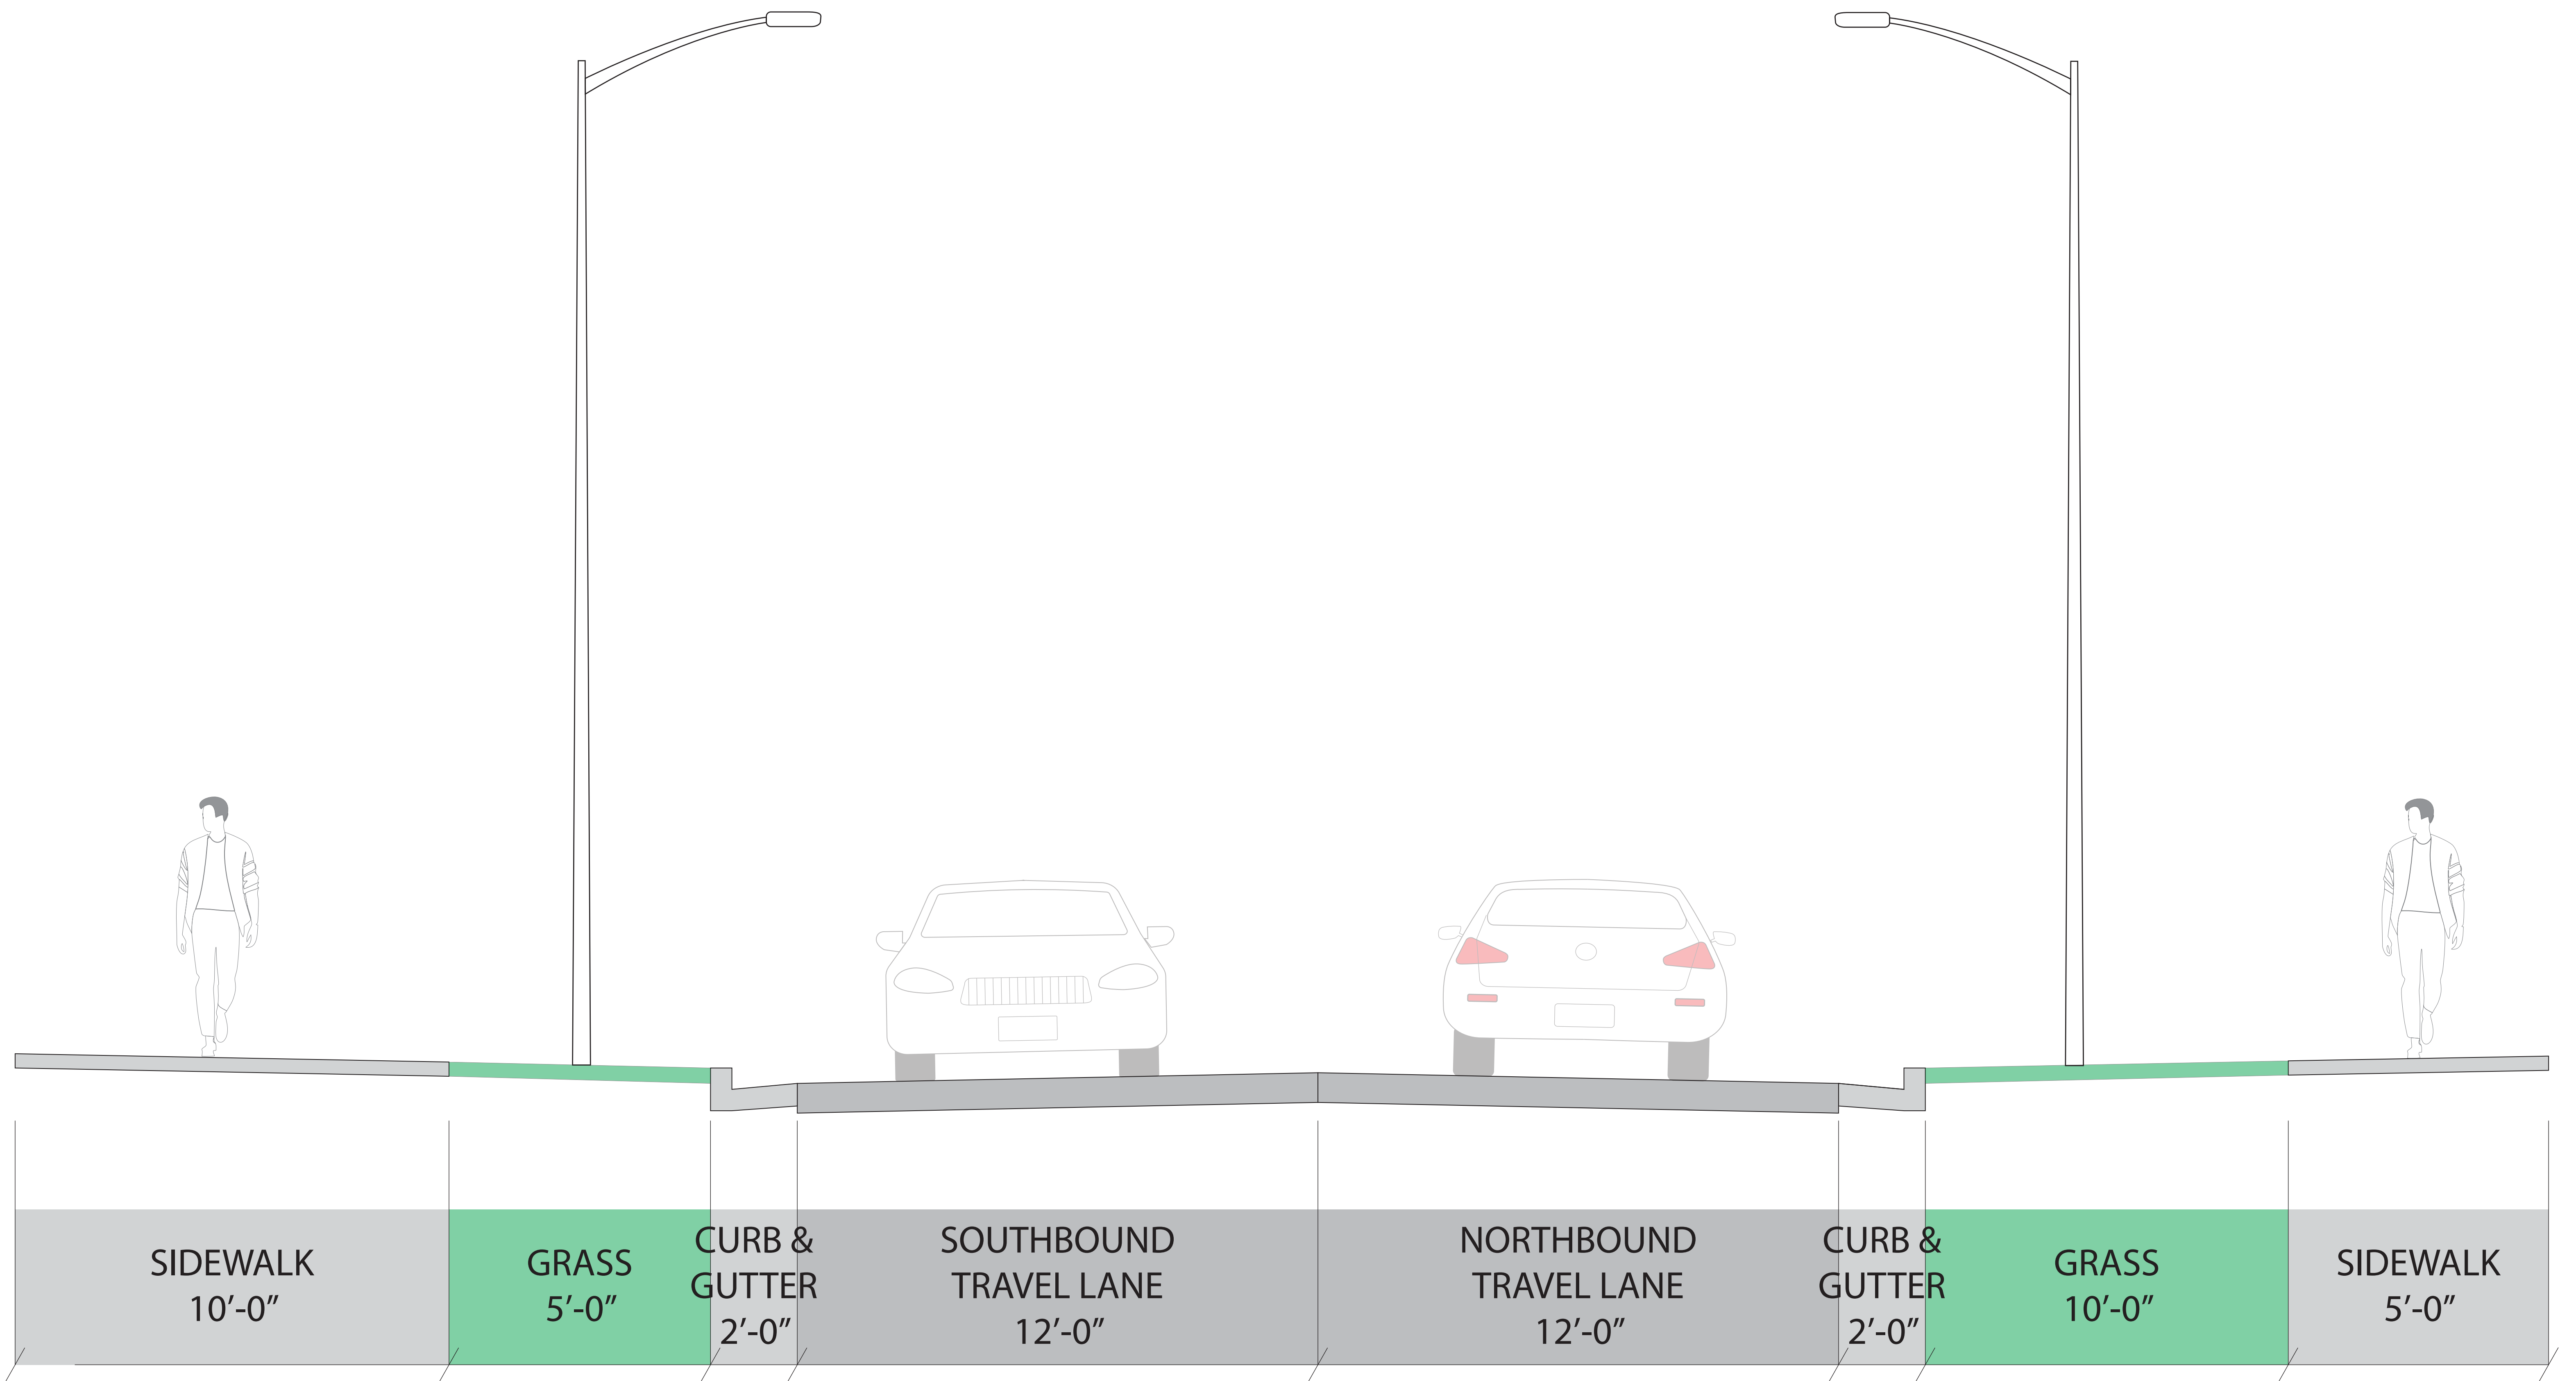 SIDEWALK
10’-0”
GRASS
5’-0”
CURB &
GUTTER
2’-0”
SOUTHBOUND
TRAVEL LANE
12’-0”
NORTHBOUND
TRAVEL LANE
12’-0”
CURB &
GUTTER
2’-0”
GRASS
10’-0”
SIDEWALK
5’-0”